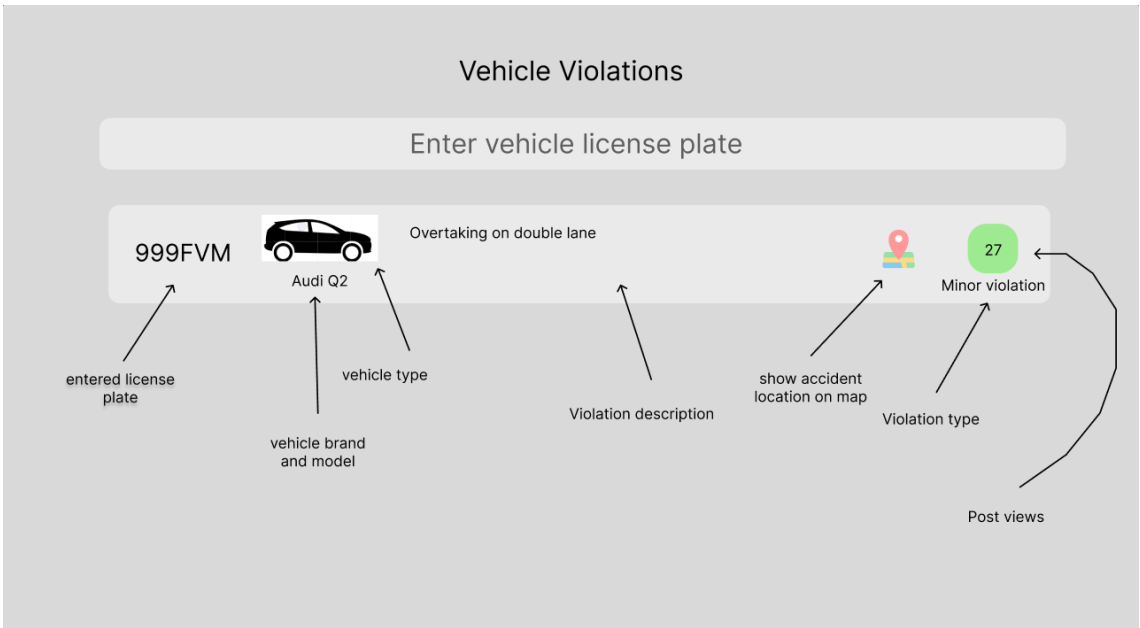 Vehicle Violations
Enter vehicle license plate
999FVM
Audi Q2
Overtaking on double lane
27
Minor violation
entered license
plate
vehicle brand
and model
vehicle type
Violation description
show accident
location on map
Violation type
Post views